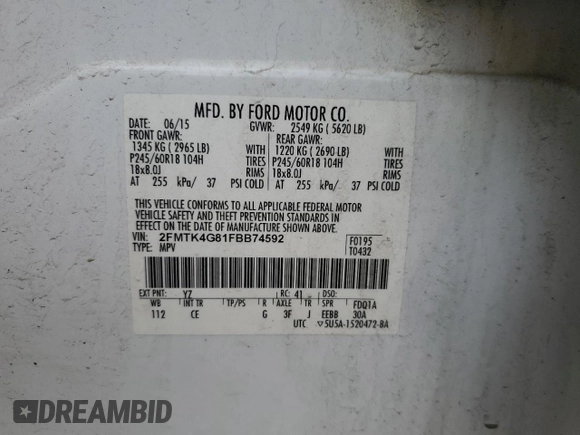 MFD. BY FORD MOTOR CO.
DATE: 06/15 GVWR: 2549 KG ( 5620 LB)
FRONT GAWR: REAR GAWR:
1345 KG ( 2965 LB) WITH 1220 KG ( 2690 LB) WITH
P245/60R18 104H TIRES P245/60R18 104H TIRES
18x8.0J RIMS 18x8.0J RIMS
AT 255 kPa/ 37 PSI COLD AT 255 kPa/ 37 PSI COLD
THIS VEHICLE CONFORMS TO ALL APPLICABLE FEDERAL MOTOR
VEHICLE SAFETY AND THEFT PREVENTION STANDARDS IN
EFFECT ON THE DATE OF MANUFACTURE SHOWN ABOVE.
VIN: 2FMTK4G81FBB74592 F0195
TYPE: MPV T0432
EXT PNT: YZ RC: 41 DSO:
WB INT TR TP/PS R AXLE TR SPR FDQ1A
112 CE G 3F J EEBB 30A
UTC ▽5U5A-1520472-BA
DREAMBID